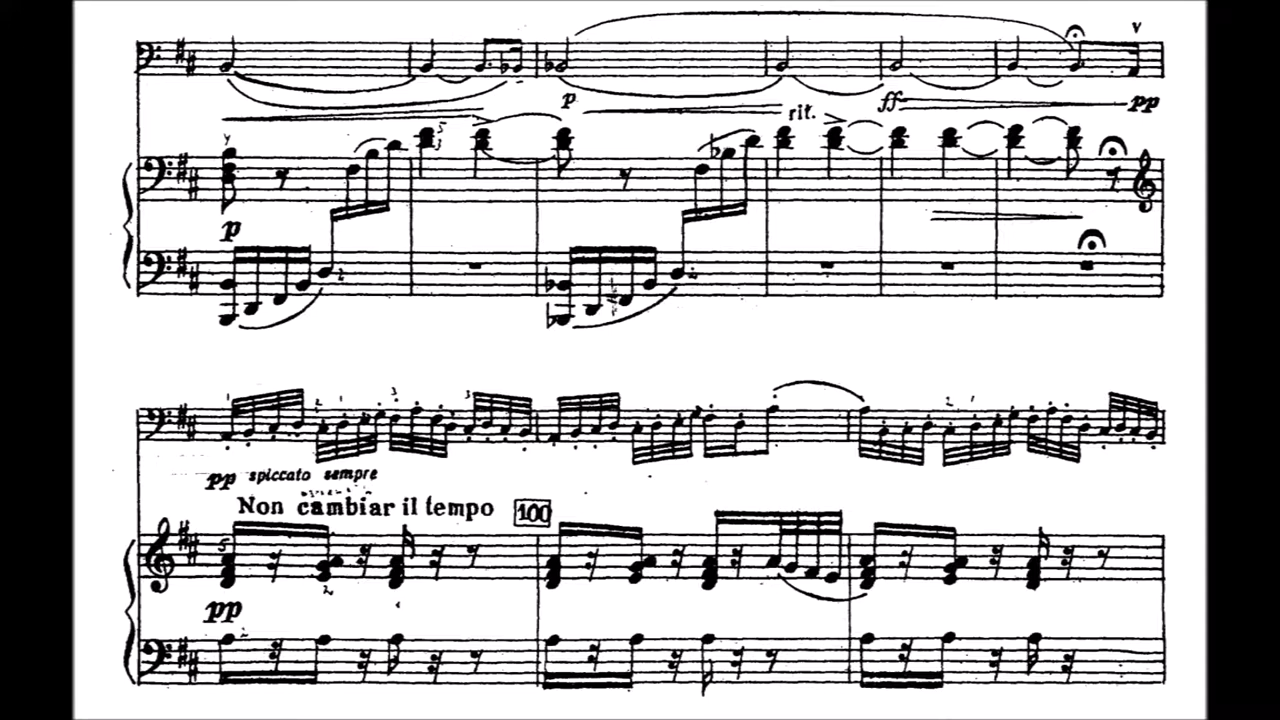 p
ff
pp
rit.
p
pp spiccato sempre
Non cambiar il tempo 100
pp